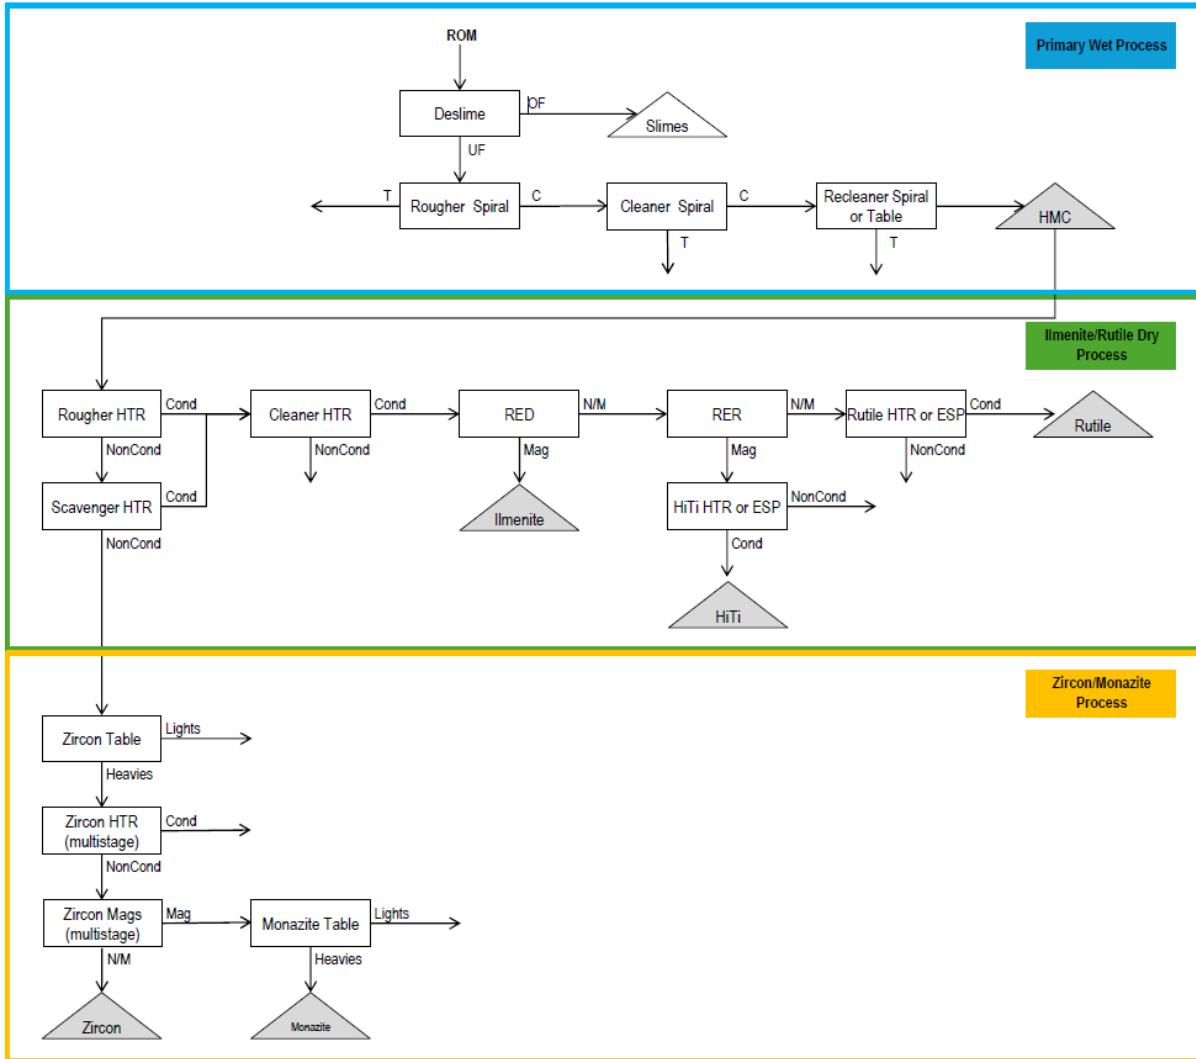 ROM
Primary Wet Process
Deslime
OF
Slimes
UF
T
Rougher Spiral
C
Cleaner Spiral
C
Recleaner Spiral
or Table
HMC
T
T
Ilmenite/Rutile Dry
Process
Rougher HTR
Cond
Cleaner HTR
Cond
RED
N/M
RER
N/M
Rutile HTR or ESP
Cond
Rutile
NonCond
NonCond
Mag
Mag
NonCond
Scavenger HTR
Cond
Ilmenite
HiTi HTR or ESP
NonCond
NonCond
Cond
HiTi
Zircon/Monazite
Process
Zircon Table
Lights
Heavies
Zircon HTR
(multistage)
Cond
NonCond
Zircon Mags
(multistage)
Mag
Monazite Table
Lights
N/M
Heavies
Zircon
Monazite